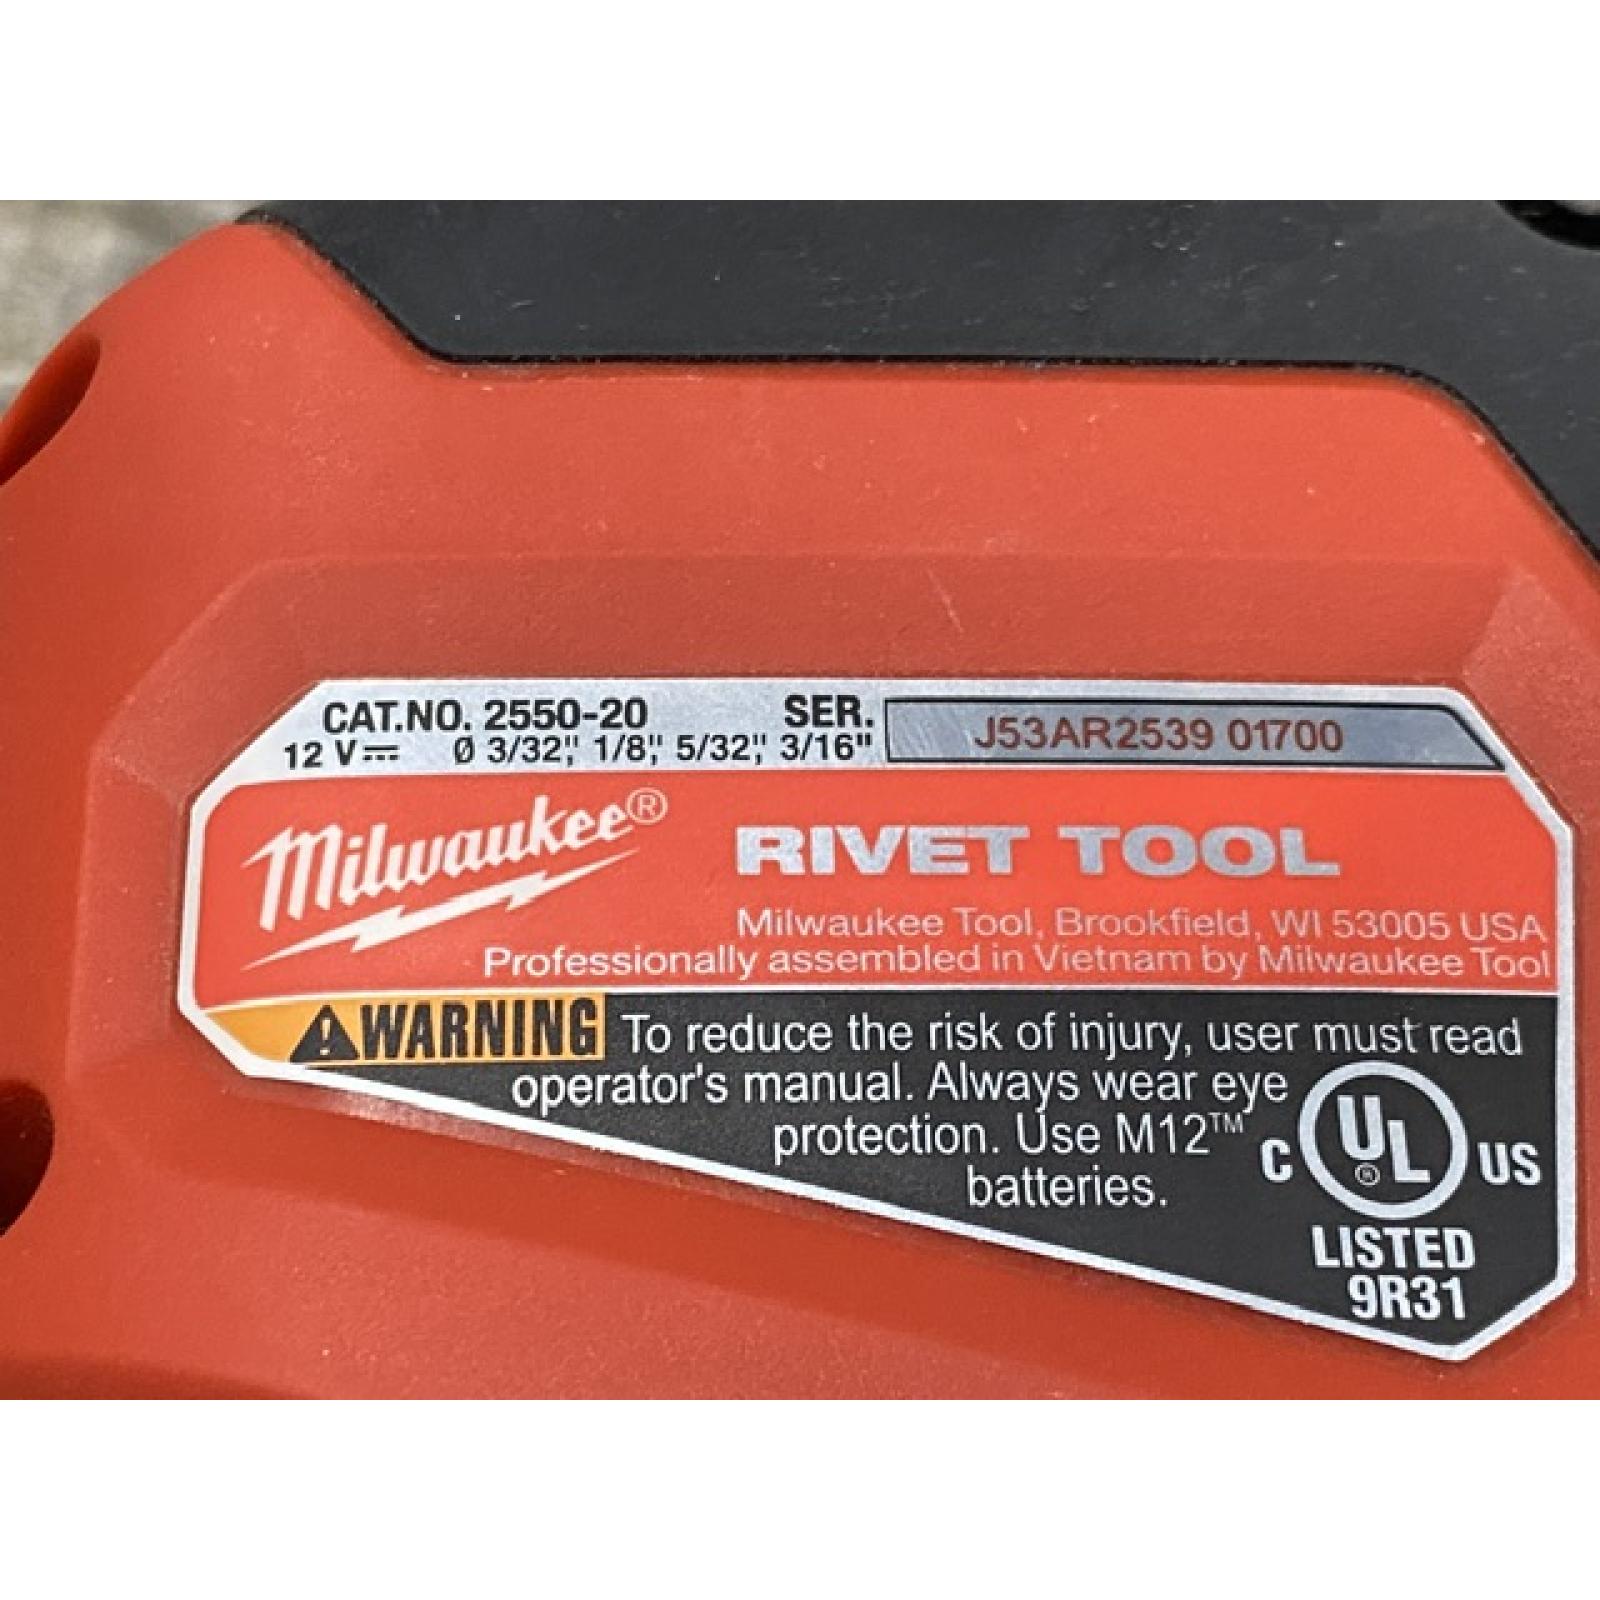 CAT.NO. 2550-20 SER. J53AR2539 01700
12 V⎓ Ø 3/32", 1/8", 5/32", 3/16"
Milwaukee® RIVET TOOL
Milwaukee Tool, Brookfield, WI 53005 USA
Professionally assembled in Vietnam by Milwaukee Tool
⚠WARNING To reduce the risk of injury, user must read
operator's manual. Always wear eye
protection. Use M12™
batteries.
C UL® US
LISTED
9R31